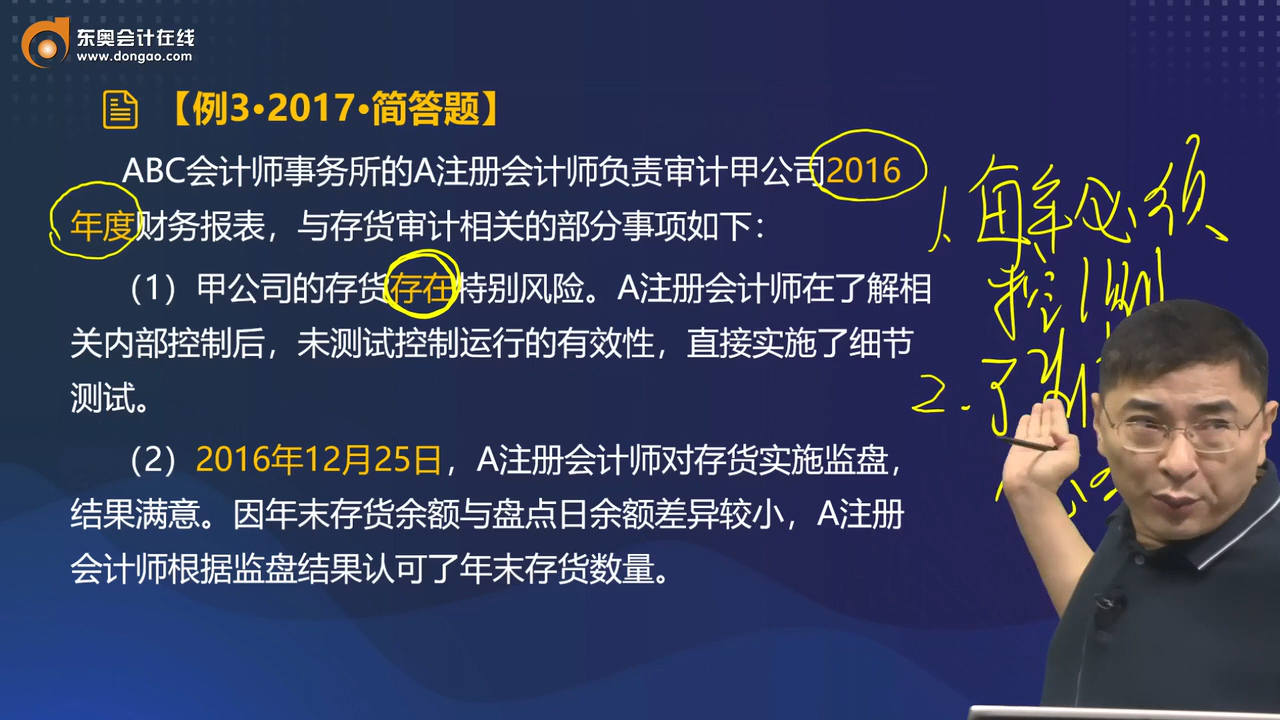 东奥会计在线
www.dongao.com
【例3•2017•简答题】
ABC会计师事务所的A注册会计师负责审计甲公司2016
年度财务报表，与存货审计相关的部分事项如下：
（1）甲公司的存货存在特别风险。A注册会计师在了解相
关内部控制后，未测试控制运行的有效性，直接实施了细节
测试。
（2）2016年12月25日，A注册会计师对存货实施监盘，
结果满意。因年末存货余额与盘点日余额差异较小，A注册
会计师根据监盘结果认可了年末存货数量。
1.
必须
2.